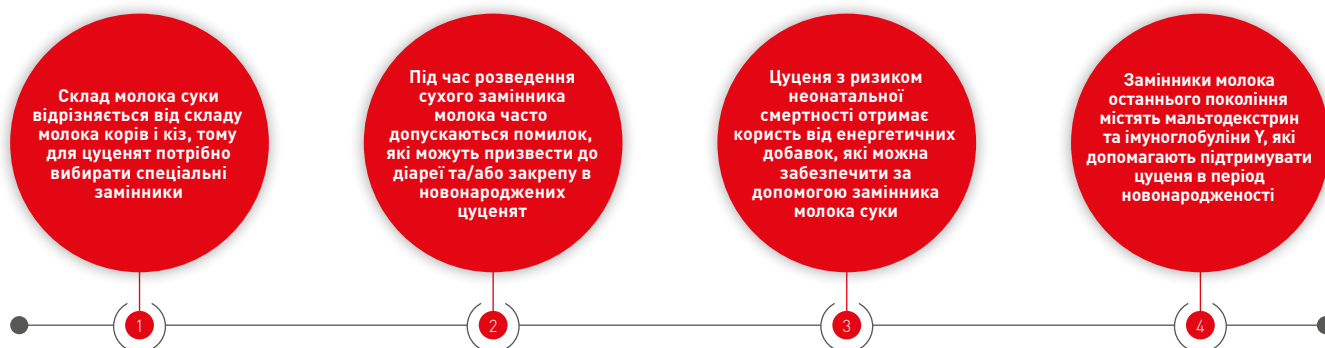 Склад молока суки
відрізняється від складу
молока корів і кіз, тому
для цуценят потрібно
вибирати спеціальні
замінники
1
Під час розведення
сухого замінника
молока часто
допускаються помилок,
які можуть призвести до
діареї та/або закрепу в
новонароджених
цуценят
2
Цуценя з ризиком
неонатальної
смертності отримає
користь від енергетичних
добавок, які можна
забезпечити за
допомогою замінника
молока суки
3
Замінники молока
останнього покоління
містять мальтодекстрин
та імуноглобуліни Y, які
допомагають підтримувати
цуценя в період
новонародженості
4